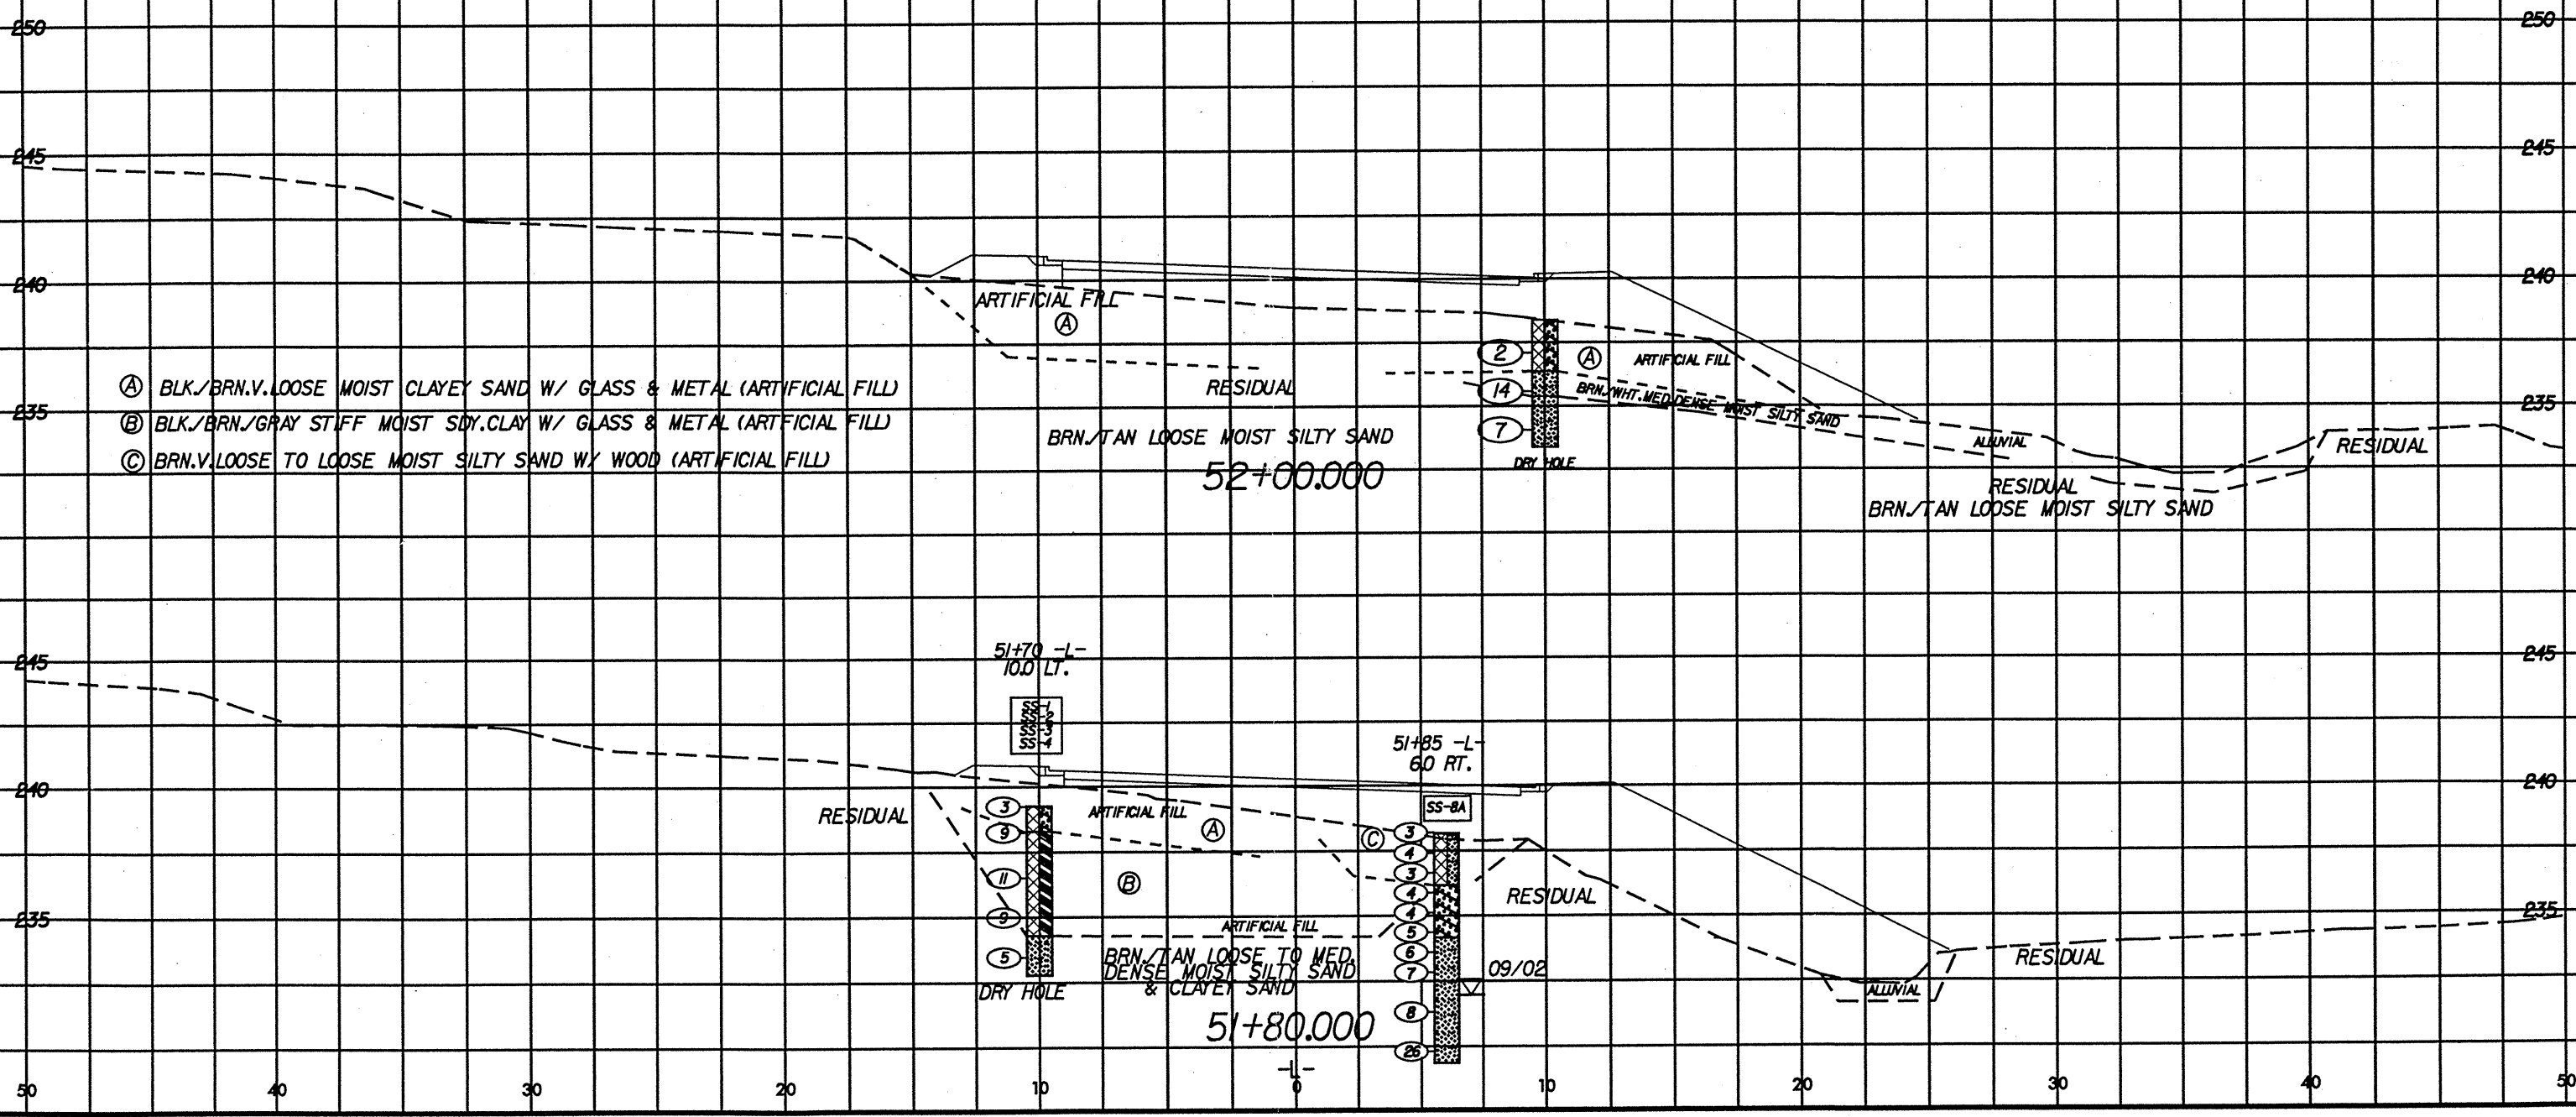 250 250
245 245
240 240
ARTIFICIAL FILL
A
2 A ARTIFICIAL FILL
A BLK./BRN.V.LOOSE MOIST CLAYEY SAND W/ GLASS & METAL (ARTIFICIAL FILL)
RESIDUAL
14 BRN./WHT.MED.DENSE MOIST SILTY SAND
235 235
B BLK./BRN./GRAY STIFF MOIST SDY.CLAY W/ GLASS & METAL (ARTIFICIAL FILL)
7
BRN./TAN LOOSE MOIST SILTY SAND
ALLUVIAL
RESIDUAL
C BRN.V.LOOSE TO LOOSE MOIST SILTY SAND W/ WOOD (ARTIFICIAL FILL)
DRY HOLE
52+00.000
RESIDUAL
BRN./TAN LOOSE MOIST SILTY SAND
51+70 -L-
10.0 LT.
245 245
SS-1
SS-2
SS-3
SS-4
51+85 -L-
6.0 RT.
240 240
3
SS-8A
RESIDUAL
ARTIFICIAL FILL
A
9
C
3
4
3
11
B
4
RESIDUAL
9
4
235 235
ARTIFICIAL FILL
5
5
BRN./TAN LOOSE TO MED.
DENSE MOIST SILTY SAND
& CLAYEY SAND
6
7
09/02
RESIDUAL
DRY HOLE
ALLUVIAL
8
51+80.000
26
-L-
50 40 30 20 10 0 10 20 30 40 50